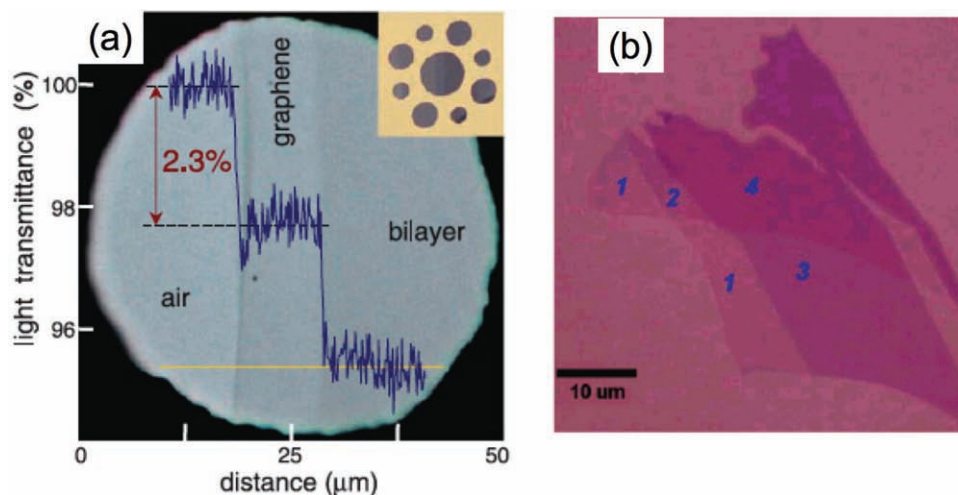 (a)
100
98
96
light transmittance (%)
2.3%
air
graphene
bilayer
0
25
50
distance (μm)
(b)
1
2
4
1
3
10 um